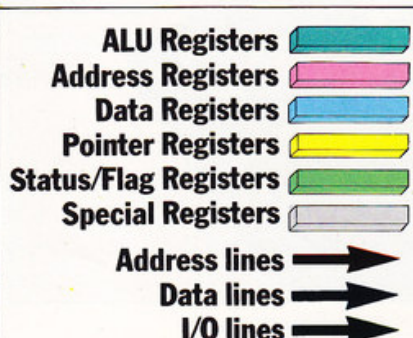 ALU Registers
Address Registers
Data Registers
Pointer Registers
Status/Flag Registers
Special Registers
Address lines
Data lines
I/O lines